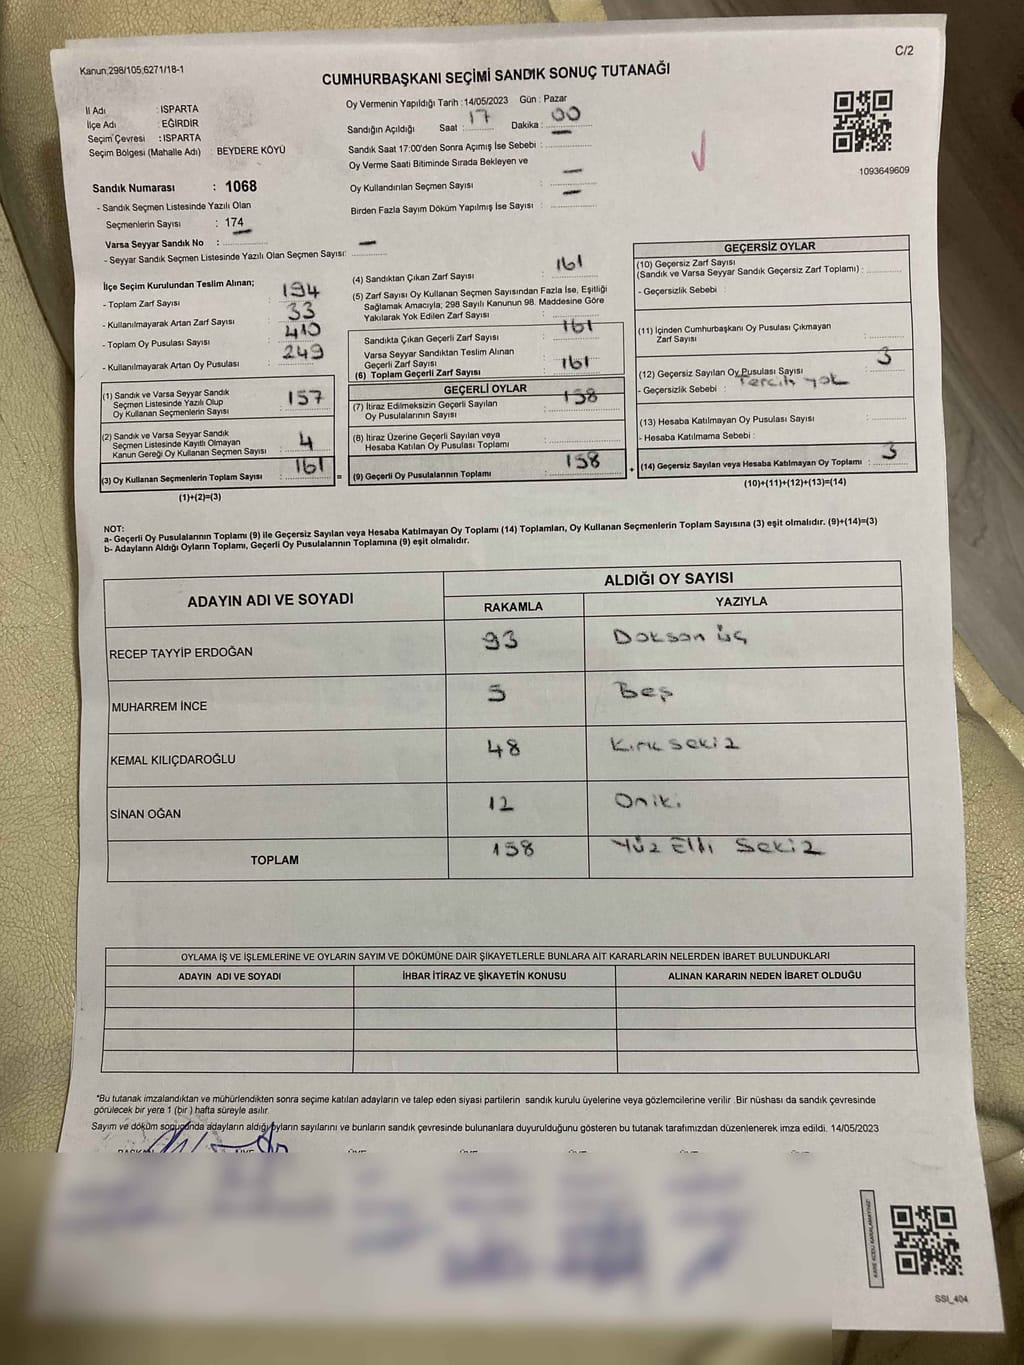 C/2
Kanun;298/105;6271/18-1
CUMHURBAŞKANI SEÇİMİ SANDIK SONUÇ TUTANAĞI
İl Adı : ISPARTA
İlçe Adı : EĞİRDİR
Seçim Çevresi : ISPARTA
Seçim Bölgesi (Mahalle Adı) : BEYDERE KÖYÜ
Oy Vermenin Yapıldığı Tarih :14/05/2023 Gün : Pazar
Sandığın Açıldığı Saat : 17 Dakika : 00
Sandık Saat 17:00'den Sonra Açımış İse Sebebi :
Oy Verme Saati Bitiminde Sırada Bekleyen ve
Oy Kullandırılan Seçmen Sayısı : —
Birden Fazla Sayım Döküm Yapılmış İse Sayısı : —
1093649609
Sandık Numarası : 1068
- Sandık Seçmen Listesinde Yazılı Olan
Seçmenlerin Sayısı : 174
Varsa Seyyar Sandık No : —
- Seyyar Sandık Seçmen Listesinde Yazılı Olan Seçmen Sayısı: —
İlçe Seçim Kurulundan Teslim Alınan;
- Toplam Zarf Sayısı : 194
- Kullanılmayarak Artan Zarf Sayısı : 33
- Toplam Oy Pusulası Sayısı : 410
- Kullanılmayarak Artan Oy Pusulası : 249
(1) Sandık ve Varsa Seyyar Sandık
Seçmen Listesinde Yazılı Olup
Oy Kullanan Seçmenlerin Sayısı : 157
(2) Sandık ve Varsa Seyyar Sandık
Seçmen Listesinde Kayıtlı Olmayan
Kanun Gereği Oy Kullanan Seçmen Sayısı : 4
(3) Oy Kullanan Seçmenlerin Toplam Sayısı : 161
(1)+(2)=(3)
(4) Sandıktan Çıkan Zarf Sayısı : 161
(5) Zarf Sayısı Oy Kullanan Seçmen Sayısından Fazla İse, Eşitliği
Sağlamak Amacıyla; 298 Sayılı Kanunun 98. Maddesine Göre
Yakılarak Yok Edilen Zarf Sayısı :
Sandıkta Çıkan Geçerli Zarf Sayısı : 161
Varsa Seyyar Sandıktan Teslim Alınan
Geçerli Zarf Sayısı
(6) Toplam Geçerli Zarf Sayısı : 161
GEÇERLİ OYLAR
(7) İtiraz Edilmeksizin Geçerli Sayılan
Oy Pusulalarının Sayısı : 158
(8) İtiraz Üzerine Geçerli Sayılan veya
Hesaba Katılan Oy Pusulası Toplamı :
= (9) Geçerli Oy Pusulalarının Toplamı : 158 +
GEÇERSİZ OYLAR
(10) Geçersiz Zarf Sayısı
(Sandık ve Varsa Seyyar Sandık Geçersiz Zarf Toplamı) :
- Geçersizlik Sebebi :
(11) İçinden Cumhurbaşkanı Oy Pusulası Çıkmayan
Zarf Sayısı :
(12) Geçersiz Sayılan Oy Pusulası Sayısı : 3
- Geçersizlik Sebebi : Tercih yok
(13) Hesaba Katılmayan Oy Pusulası Sayısı :
- Hesaba Katılmama Sebebi :
(14) Geçersiz Sayılan veya Hesaba Katılmayan Oy Toplamı : 3
(10)+(11)+(12)+(13)=(14)
NOT:
a- Geçerli Oy Pusulalarının Toplamı (9) ile Geçersiz Sayılan veya Hesaba Katılmayan Oy Toplamı (14) Toplamları, Oy Kullanan Seçmenlerin Toplam Sayısına (3) eşit olmalıdır. (9)+(14)=(3)
b- Adayların Aldığı Oyların Toplamı, Geçerli Oy Pusulalarının Toplamına (9) eşit olmalıdır.
ADAYIN ADI VE SOYADI ALDIĞI OY SAYISI
RAKAMLA YAZIYLA
RECEP TAYYİP ERDOĞAN 93 Doksan üç
MUHARREM İNCE 5 Beş
KEMAL KILIÇDAROĞLU 48 Kırk sekiz
SİNAN OĞAN 12 Oniki
TOPLAM 158 Yüz Elli Sekiz
OYLAMA İŞ VE İŞLEMLERİNE VE OYLARIN SAYIM VE DÖKÜMÜNE DAİR ŞİKAYETLERLE BUNLARA AİT KARARLARIN NELERDEN İBARET BULUNDUKLARI
ADAYIN ADI VE SOYADI İHBAR İTİRAZ VE ŞİKAYETİN KONUSU ALINAN KARARIN NEDEN İBARET OLDUĞU
*Bu tutanak imzalandıktan ve mühürlendikten sonra seçime katılan adayların ve talep eden siyasi partilerin sandık kurulu üyelerine veya gözlemcilerine verilir .Bir nüshası da sandık çevresinde
görülecek bir yere 1 (bir ) hafta süreyle asılır.
Sayım ve döküm sonucunda adayların aldığı oyların sayılarını ve bunların sandık çevresinde bulunanlara duyurulduğunu gösteren bu tutanak tarafımızdan düzenlenerek imza edildi. 14/05/2023
SSI_404